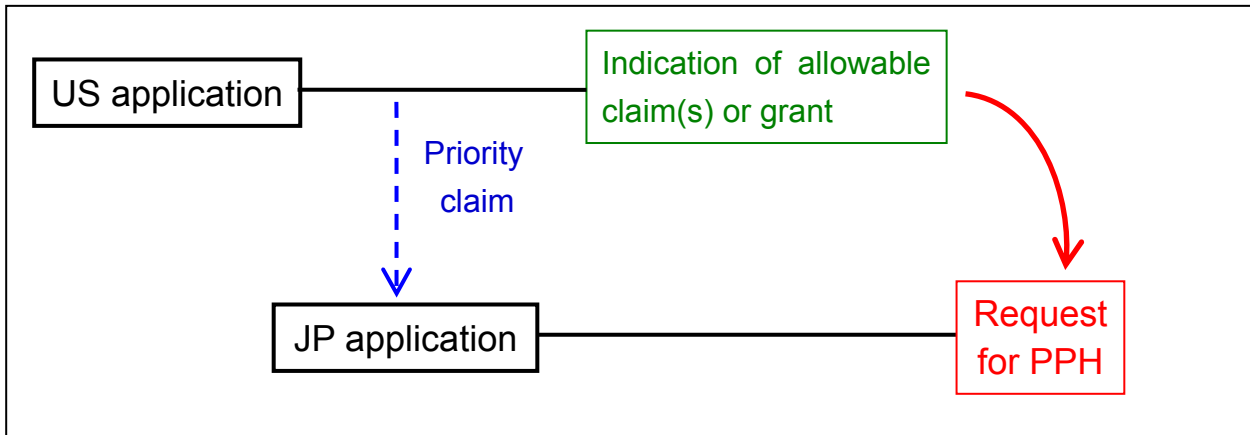 US application
Indication of allowable
claim(s) or grant
Priority
claim
JP application
Request
for PPH